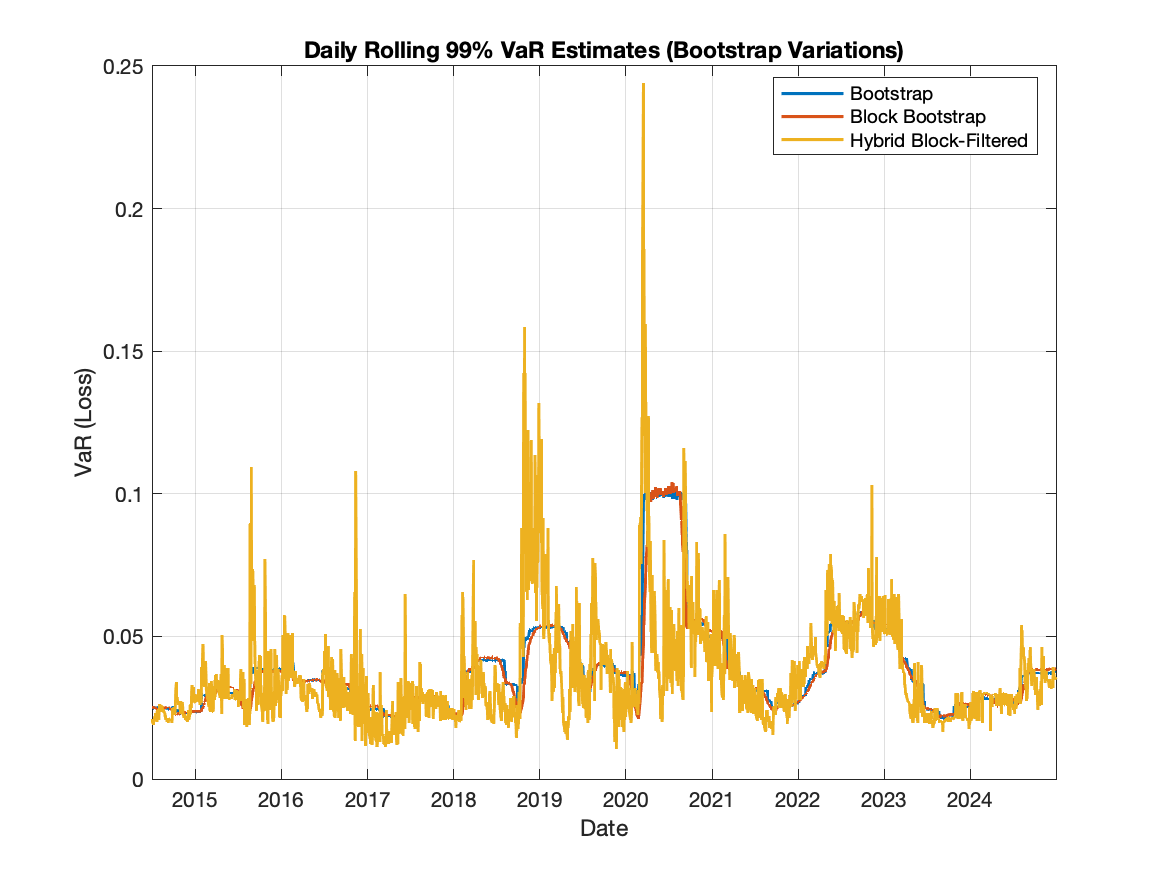 Daily Rolling 99% VaR Estimates (Bootstrap Variations)
0.25
0.2
0.15
0.1
0.05
0
VaR (Loss)
Bootstrap
Block Bootstrap
Hybrid Block-Filtered
2015 2016 2017 2018 2019 2020 2021 2022 2023 2024
Date